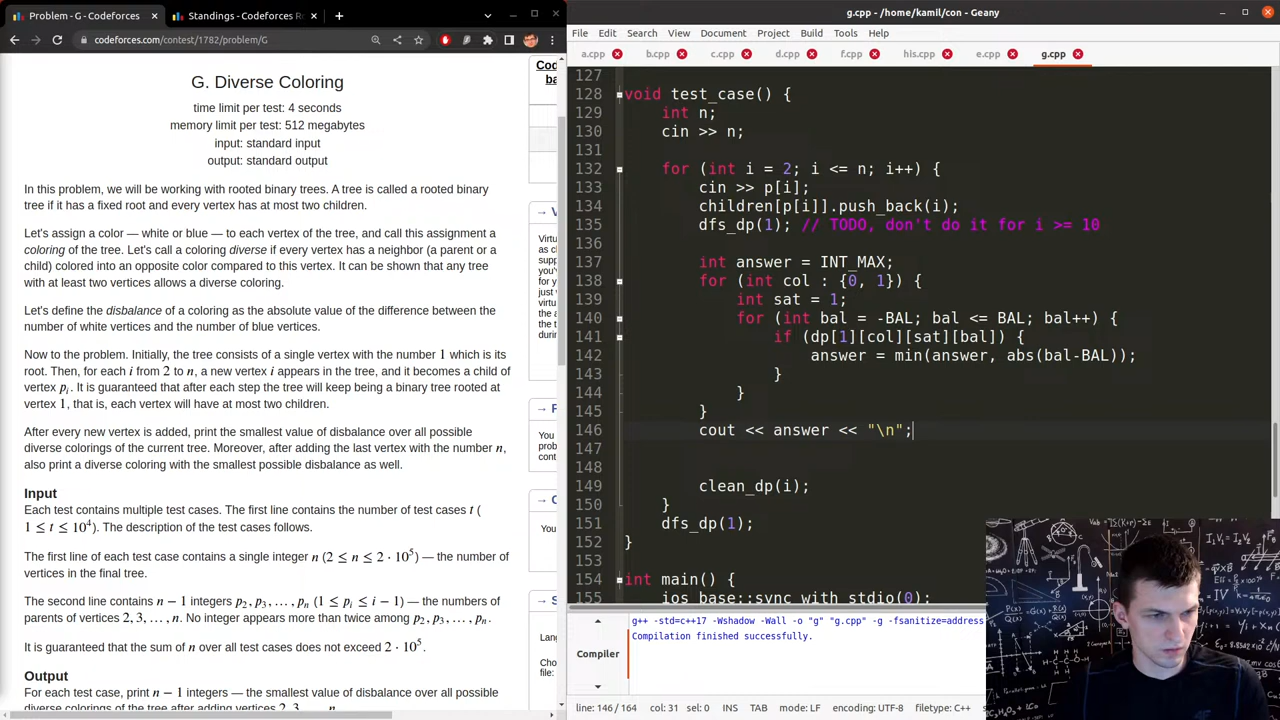 Problem - G - Codeforces
Standings - Codeforces Ro
codeforces.com/contest/1782/problem/G
G. Diverse Coloring
time limit per test: 4 seconds
memory limit per test: 512 megabytes
input: standard input
output: standard output
In this problem, we will be working with rooted binary trees. A tree is called a rooted binary
tree if it has a fixed root and every vertex has at most two children.
Let's assign a color — white or blue — to each vertex of the tree, and call this assignment a
coloring of the tree. Let's call a coloring diverse if every vertex has a neighbor (a parent or a
child) colored into an opposite color compared to this vertex. It can be shown that any tree
with at least two vertices allows a diverse coloring.
Let's define the disbalance of a coloring as the absolute value of the difference between the
number of white vertices and the number of blue vertices.
Now to the problem. Initially, the tree consists of a single vertex with the number 1 which is its
root. Then, for each i from 2 to n, a new vertex i appears in the tree, and it becomes a child of
vertex pi. It is guaranteed that after each step the tree will keep being a binary tree rooted at
vertex 1, that is, each vertex will have at most two children.
After every new vertex is added, print the smallest value of disbalance over all possible
diverse colorings of the current tree. Moreover, after adding the last vertex with the number n,
also print a diverse coloring with the smallest possible disbalance as well.
Input
Each test contains multiple test cases. The first line contains the number of test cases t (
1 ≤ t ≤ 10⁴). The description of the test cases follows.
The first line of each test case contains a single integer n (2 ≤ n ≤ 2 · 10⁵) — the number of
vertices in the final tree.
The second line contains n − 1 integers p2, p3, …, pn (1 ≤ pi ≤ i − 1) — the numbers of
parents of vertices 2, 3, …, n. No integer appears more than twice among p2, p3, …, pn.
It is guaranteed that the sum of n over all test cases does not exceed 2 · 10⁵.
Output
For each test case, print n − 1 integers — the smallest value of disbalance over all possible
diverse colorings of the tree after adding vertices 2, 3, …, n
g.cpp - /home/kamil/con - Geany
File Edit Search View Document Project Build Tools Help
a.cpp b.cpp c.cpp d.cpp f.cpp his.cpp e.cpp g.cpp
127
128 void test_case() {
129 int n;
130 cin >> n;
131
132 for (int i = 2; i <= n; i++) {
133 cin >> p[i];
134 children[p[i]].push_back(i);
135 dfs_dp(1); // TODO, don't do it for i >= 10
136
137 int answer = INT_MAX;
138 for (int col : {0, 1}) {
139 int sat = 1;
140 for (int bal = -BAL; bal <= BAL; bal++) {
141 if (dp[1][col][sat][bal]) {
142 answer = min(answer, abs(bal-BAL));
143 }
144 }
145 }
146 cout << answer << "\n";
147
148
149 clean_dp(i);
150 }
151 dfs_dp(1);
152 }
153
154 int main() {
155 ios_base::sync_with_stdio(0);
Compiler
g++ -std=c++17 -Wshadow -Wall -o "g" "g.cpp" -g -fsanitize=address
Compilation finished successfully.
line: 146 / 164 col: 31 sel: 0 INS TAB mode: LF encoding: UTF-8 filetype: C++